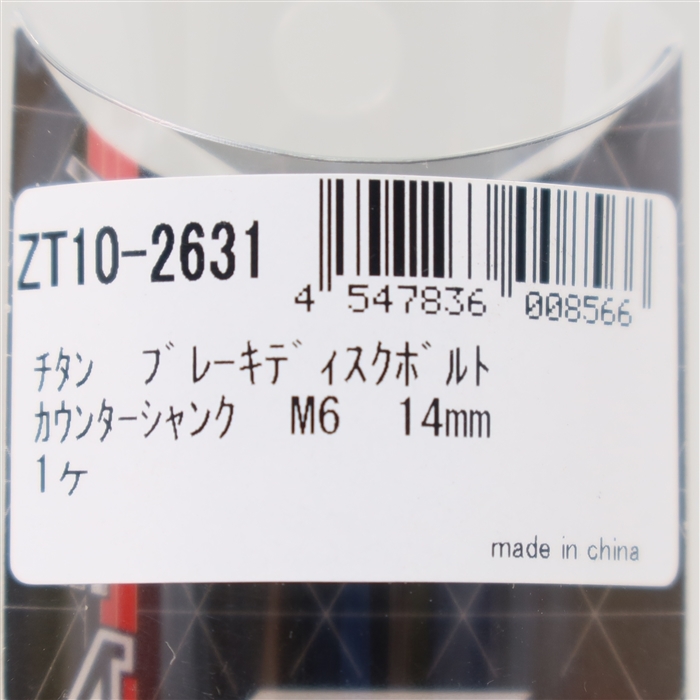 ZT10-2631
4 547836 008566
ﾁﾀﾝ　ﾌﾞﾚｰｷﾃﾞｨｽｸﾎﾞﾙﾄ
ｶｳﾝﾀｰｼｬﾝｸ　M6　14mm
1ヶ
made in china